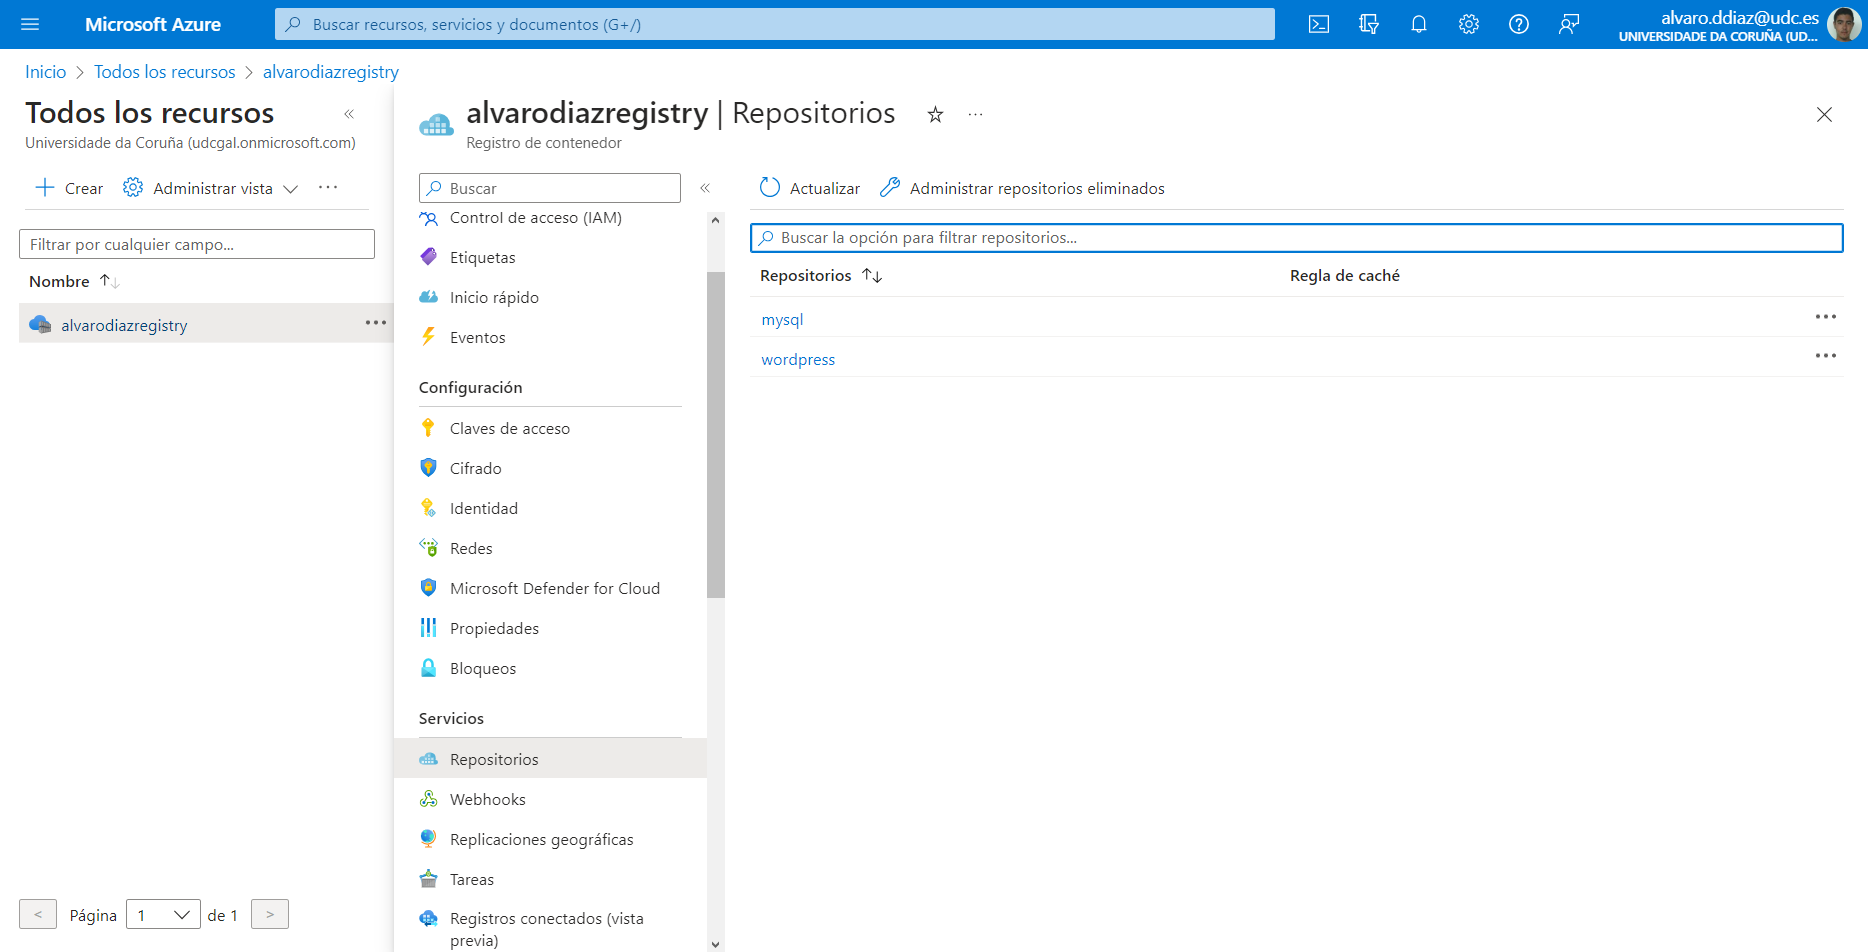 Microsoft Azure
Buscar recursos, servicios y documentos (G+/)
alvaro.ddiaz@udc.es
UNIVERSIDADE DA CORUÑA (UD...
Inicio > Todos los recursos > alvarodiazregistry
Todos los recursos
Universidade da Coruña (udcgal.onmicrosoft.com)
Crear
Administrar vista
Filtrar por cualquier campo...
Nombre
alvarodiazregistry
< Página 1 de 1 >
alvarodiazregistry | Repositorios
Registro de contenedor
Buscar
Control de acceso (IAM)
Etiquetas
Inicio rápido
Eventos
Configuración
Claves de acceso
Cifrado
Identidad
Redes
Microsoft Defender for Cloud
Propiedades
Bloqueos
Servicios
Repositorios
Webhooks
Replicaciones geográficas
Tareas
Registros conectados (vista
previa)
Actualizar
Administrar repositorios eliminados
Buscar la opción para filtrar repositorios...
Repositorios
Regla de caché
mysql
wordpress